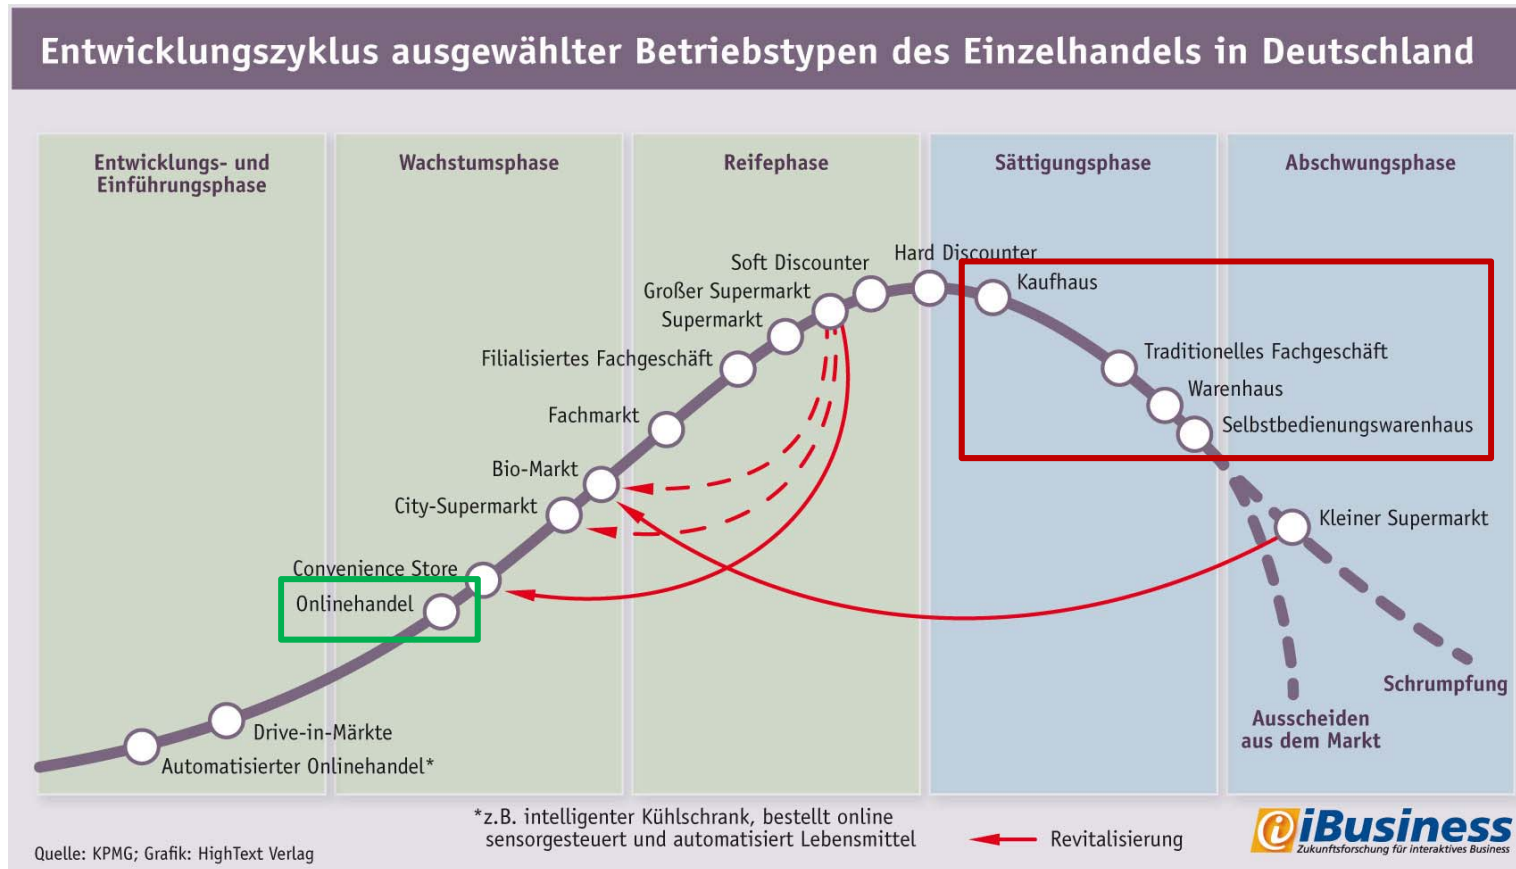 Entwicklungszyklus ausgewählter Betriebstypen des Einzelhandels in Deutschland
Entwicklungs- und
Einführungsphase
Wachstumsphase
Reifephase
Sättigungsphase
Abschwungsphase
Hard Discounter
Soft Discounter
Kaufhaus
Großer Supermarkt
Supermarkt
Traditionelles Fachgeschäft
Filialisiertes Fachgeschäft
Warenhaus
Fachmarkt
Selbstbedienungswarenhaus
Bio-Markt
City-Supermarkt
Kleiner Supermarkt
Convenience Store
Onlinehandel
Schrumpfung
Ausscheiden
aus dem Markt
Drive-in-Märkte
Automatisierter Onlinehandel*
*z.B. intelligenter Kühlschrank, bestellt online
sensorgesteuert und automatisiert Lebensmittel
Revitalisierung
iBusiness
Zukunftsforschung für interaktives Business
Quelle: KPMG; Grafik: HighText Verlag